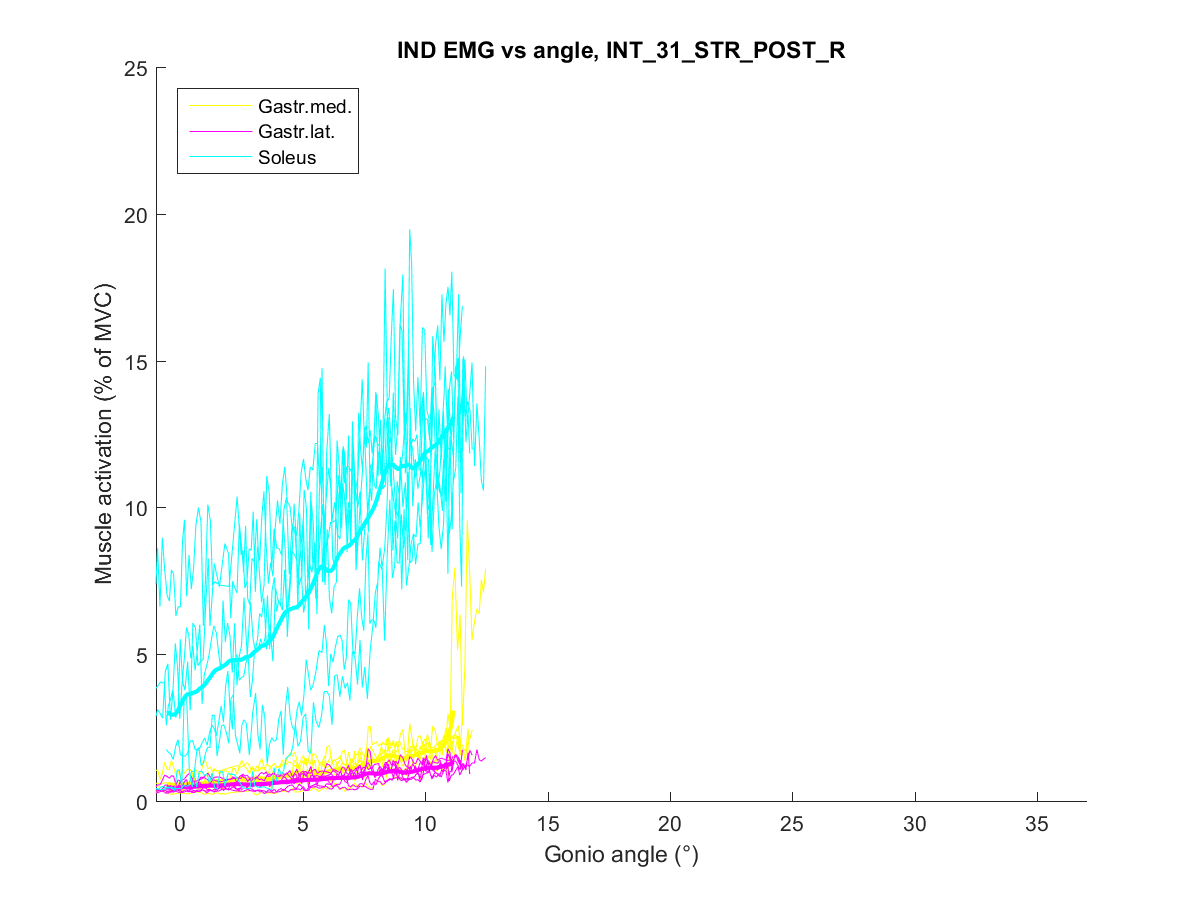 IND EMG vs angle, INT_31_STR_POST_R
25
Gastr.med.
Gastr.lat.
Soleus
20
15
10
5
0
Muscle activation (% of MVC)
0 5 10 15 20 25 30 35
Gonio angle (°)